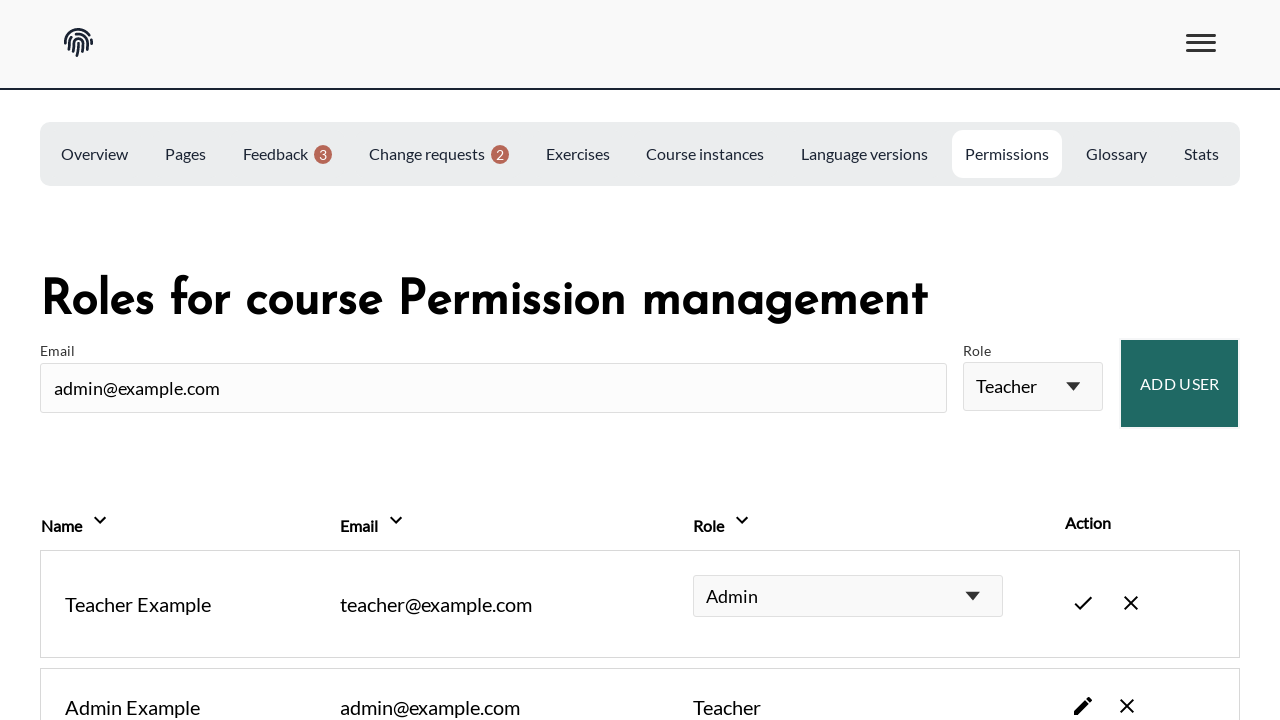 Overview Pages Feedback 3 Change requests 2 Exercises Course instances Language versions Permissions Glossary Stats
Roles for course Permission management
Email Role
admin@example.com Teacher ADD USER
Name Email Role Action
Teacher Example teacher@example.com Admin
Admin Example admin@example.com Teacher